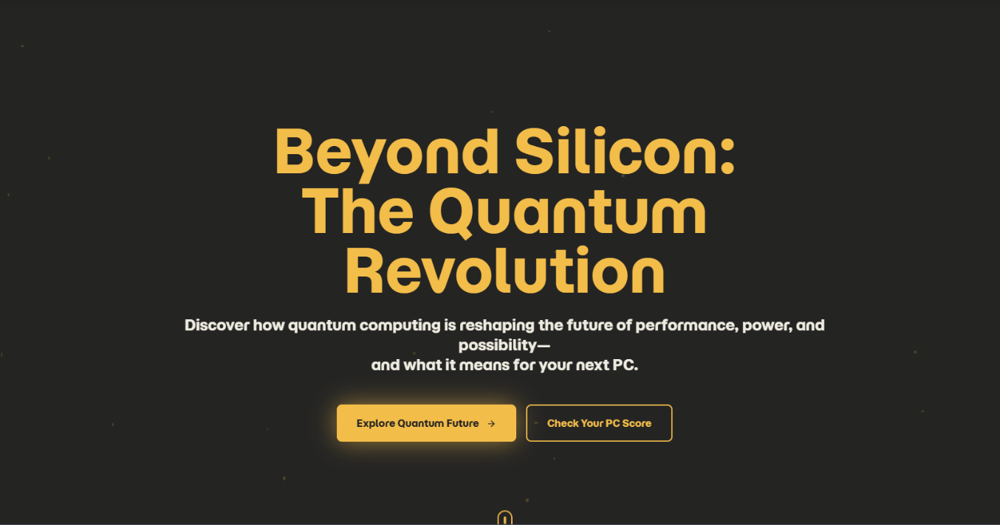 Beyond Silicon:
The Quantum
Revolution
Discover how quantum computing is reshaping the future of performance, power, and
possibility—
and what it means for your next PC.
Explore Quantum Future →
Check Your PC Score